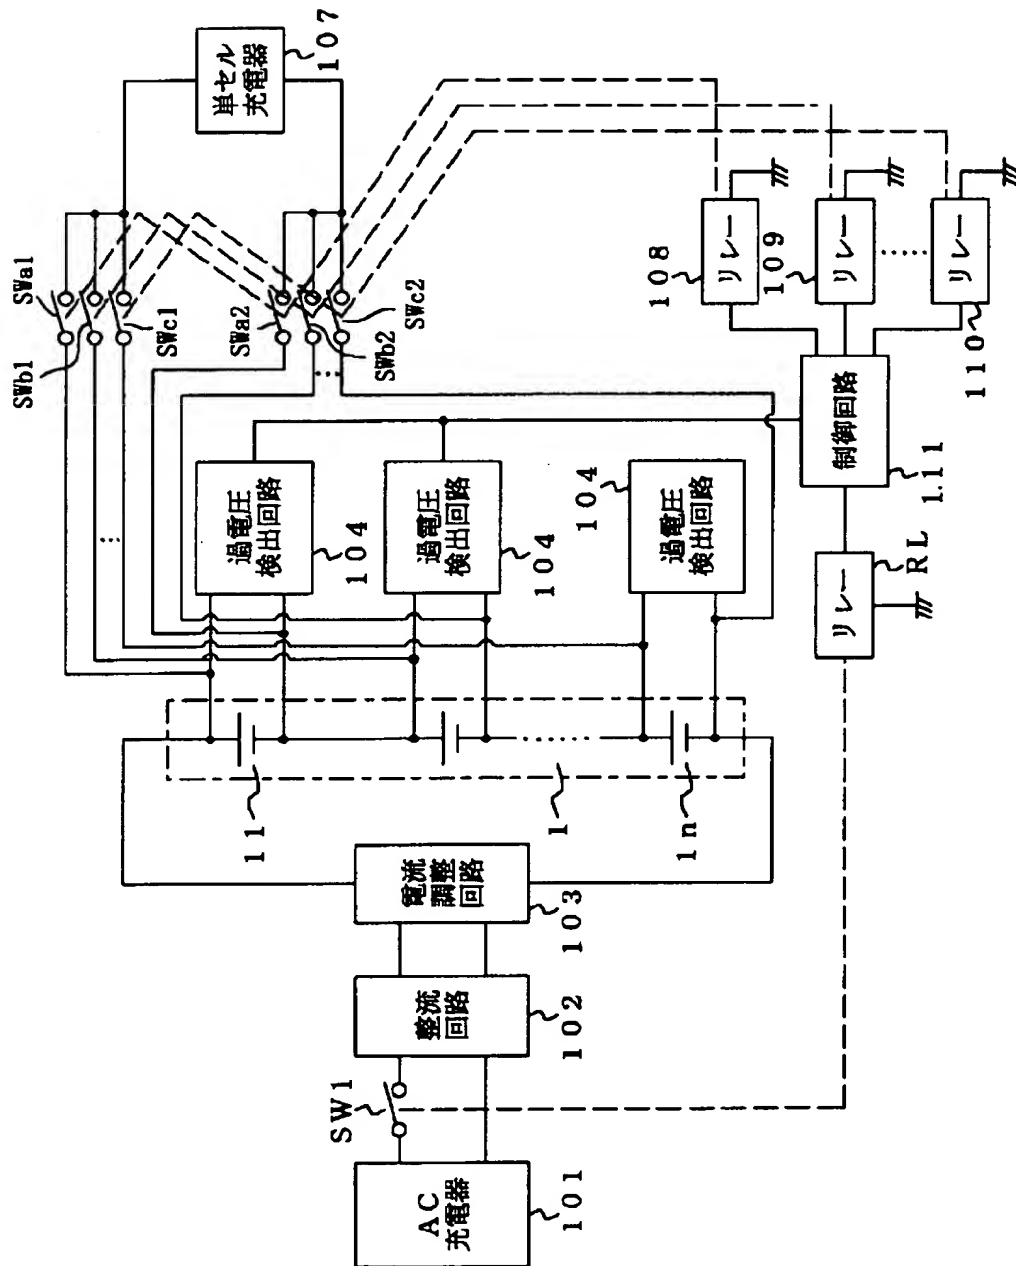 AC
充電器
101
SW1
整流
回路
102
電流
調整
回路
103
11
1
1n
過電圧
検出回路
104
過電圧
検出回路
104
過電圧
検出回路
104
SWa1
SWb1
SWc1
SWa2
SWb2
SWc2
単セル
充電器
107
リレー
108
リレー
109
リレー
110
制御回路
1.11
リレー
RL